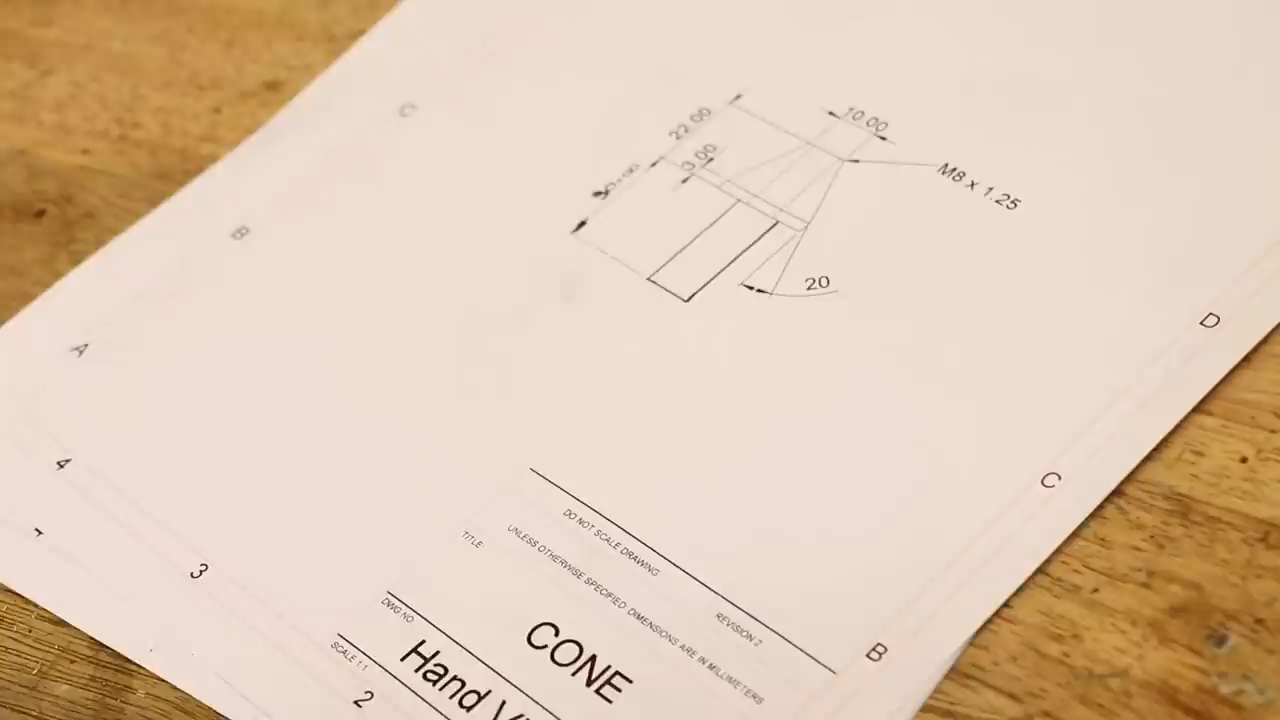 C
10.00
22.00
3.00
M8 x 1.25
B
20
D
A
C
4
DO NOT SCALE DRAWING
REVISION 2
UNLESS OTHERWISE SPECIFIED: DIMENSIONS ARE IN MILLIMETERS
TITLE
CONE
3
B
DWG NO
Hand
SCALE 1:1
2